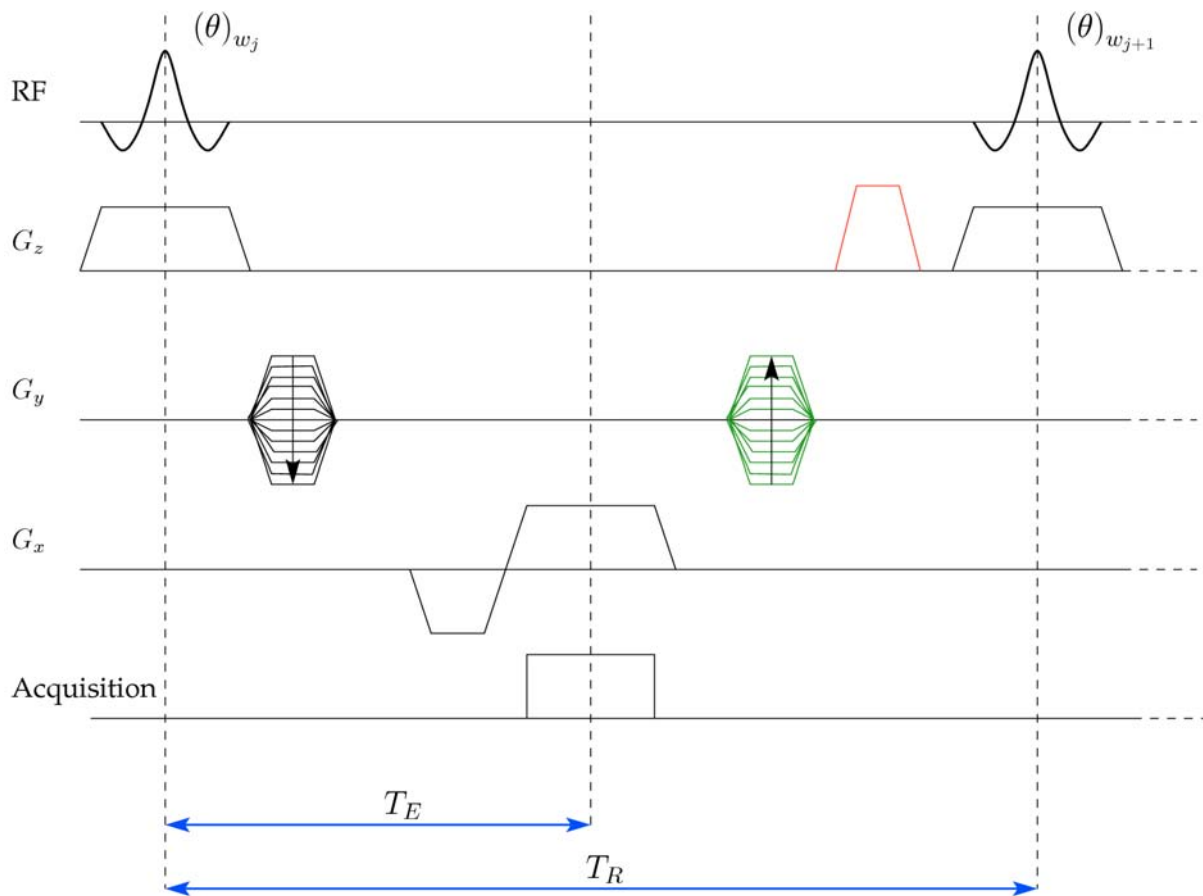 (θ)_{w_j}
(θ)_{w_{j+1}}
RF
G_z
G_y
G_x
Acquisition
T_E
T_R